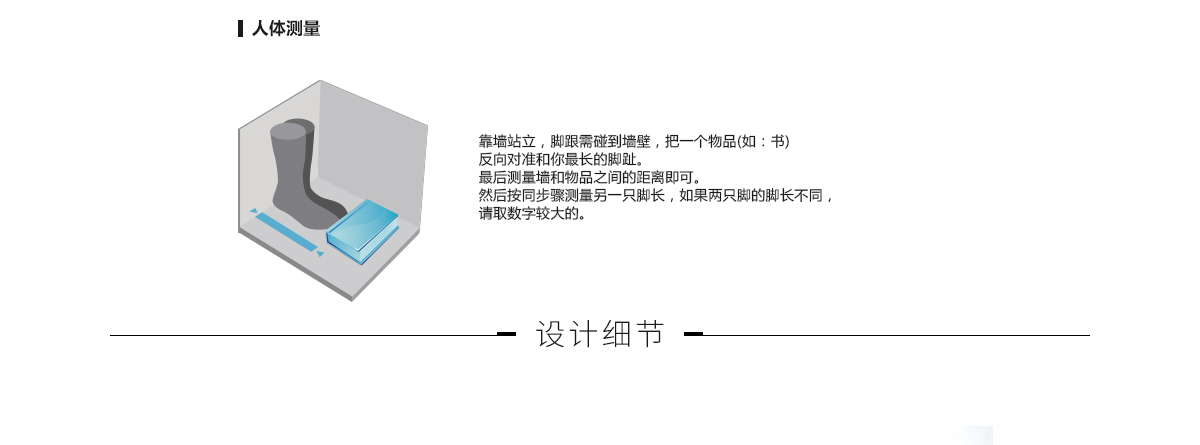 人体测量
靠墙站立，脚跟需碰到墙壁，把一个物品(如：书)
反向对准和你最长的脚趾。
最后测量墙和物品之间的距离即可。
然后按同步骤测量另一只脚长，如果两只脚的脚长不同，
请取数字较大的。
设计细节